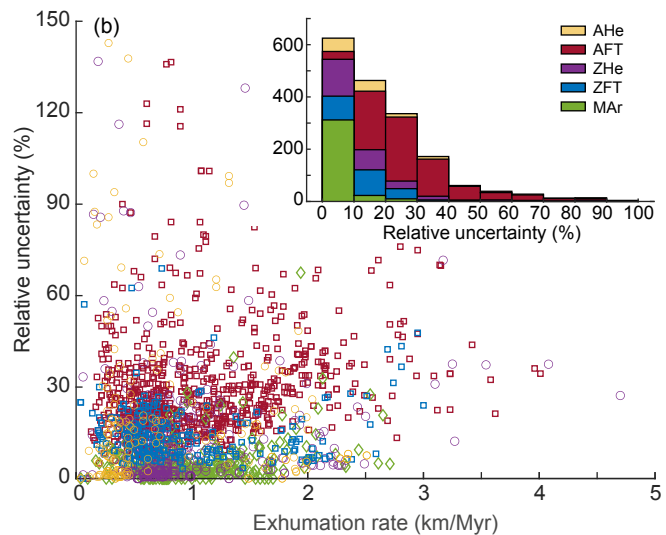 (b)
150
120
90
60
30
0
Relative uncertainty (%)
0 1 2 3 4 5
Exhumation rate (km/Myr)
600
400
200
0
0 10 20 30 40 50 60 70 80 90 100
Relative uncertainty (%)
AHe
AFT
ZHe
ZFT
MAr